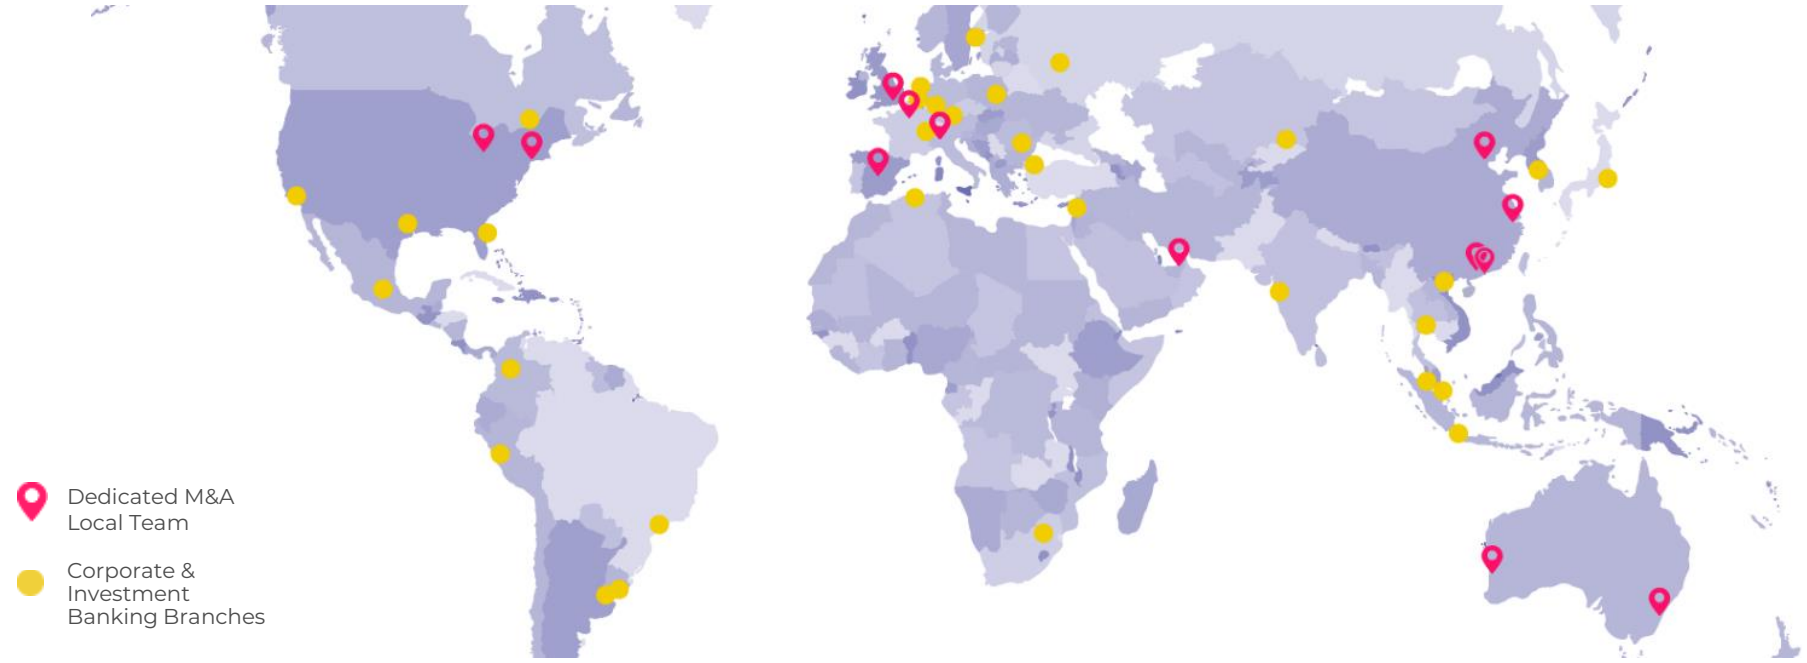 Dedicated M&A
Local Team
Corporate &
Investment
Banking Branches